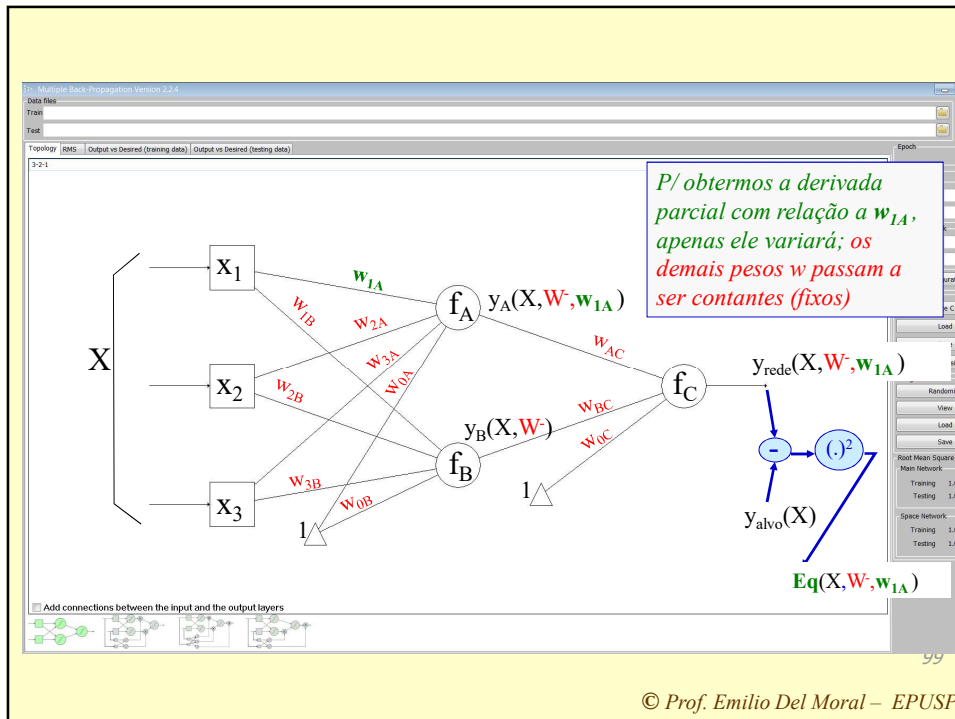 Multiple Back-Propagation Version 2.2.4
Data files
Train
Test
Topology RMS Output vs Desired (training data) Output vs Desired (testing data)
Epoch
3-2-1
P/ obtermos a derivada
parcial com relação a w1A ,
apenas ele variará; os
demais pesos w passam a
ser contantes (fixos)
X
x1
x2
x3
w1A
w1B
w2A
w3A
w0A
w2B
w3B
w0B
1
fA
fB
yA(X,W-,w1A)
yB(X,W-)
wAC
wBC
w0C
1
fC
yrede(X,W-,w1A)
-
(.)2
yalvo(X)
Eq(X,W-,w1A)
Load
Randomi
View
Load
Save
Root Mean Square
Main Network
Training 1.
Testing 1.
Space Network
Training 1.
Testing 1.
Add connections between the input and the output layers
99
© Prof. Emilio Del Moral – EPUSP